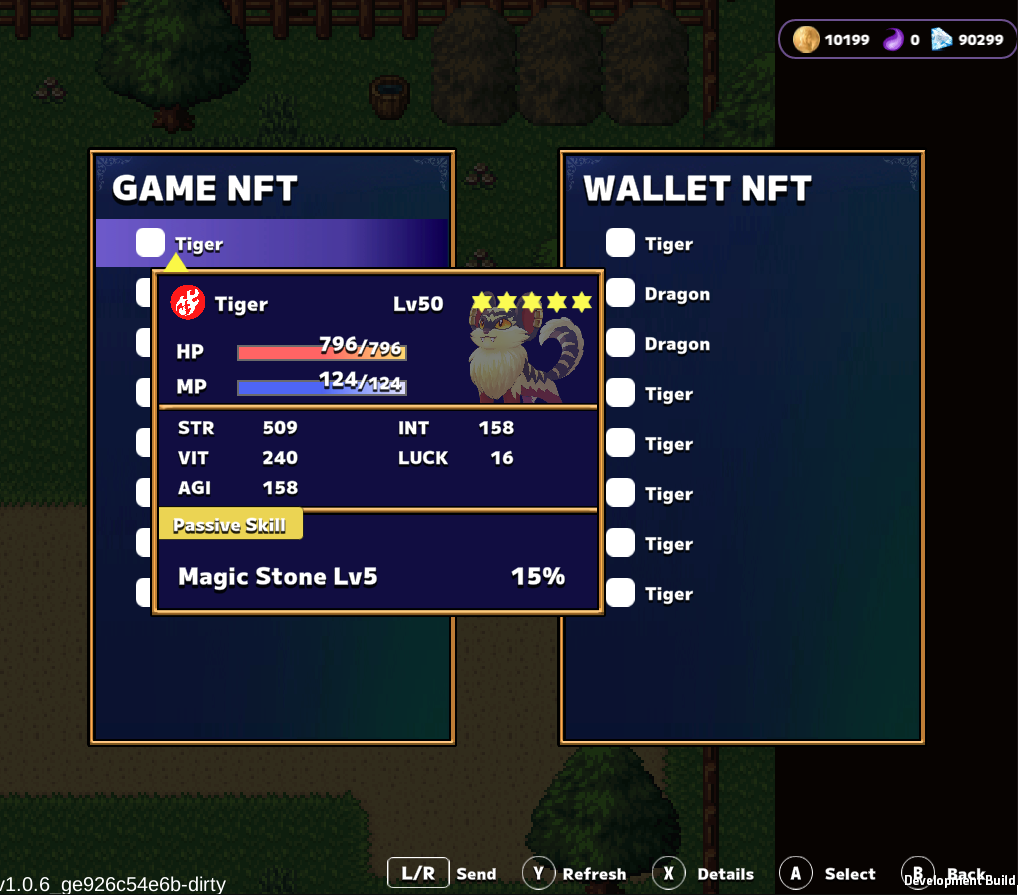 10199 0 90299
GAME NFT
Tiger
Tiger Lv50
HP 796/796
MP 124/124
STR 509 INT 158
VIT 240 LUCK 16
AGI 158
Passive Skill
Magic Stone Lv5 15%
WALLET NFT
Tiger
Dragon
Dragon
Tiger
Tiger
Tiger
Tiger
Tiger
L/R Send Y Refresh X Details A Select B Back
Development Build
v1.0.6_ge926c54e6b-dirty